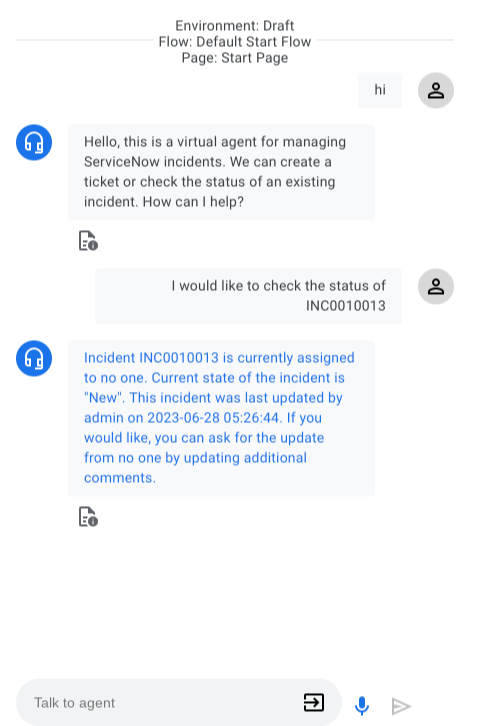 Environment: Draft
Flow: Default Start Flow
Page: Start Page
hi
Hello, this is a virtual agent for managing
ServiceNow incidents. We can create a
ticket or check the status of an existing
incident. How can I help?
I would like to check the status of
INC0010013
Incident INC0010013 is currently assigned
to no one. Current state of the incident is
"New". This incident was last updated by
admin on 2023-06-28 05:26:44. If you
would like, you can ask for the update
from no one by updating additional
comments.
Talk to agent